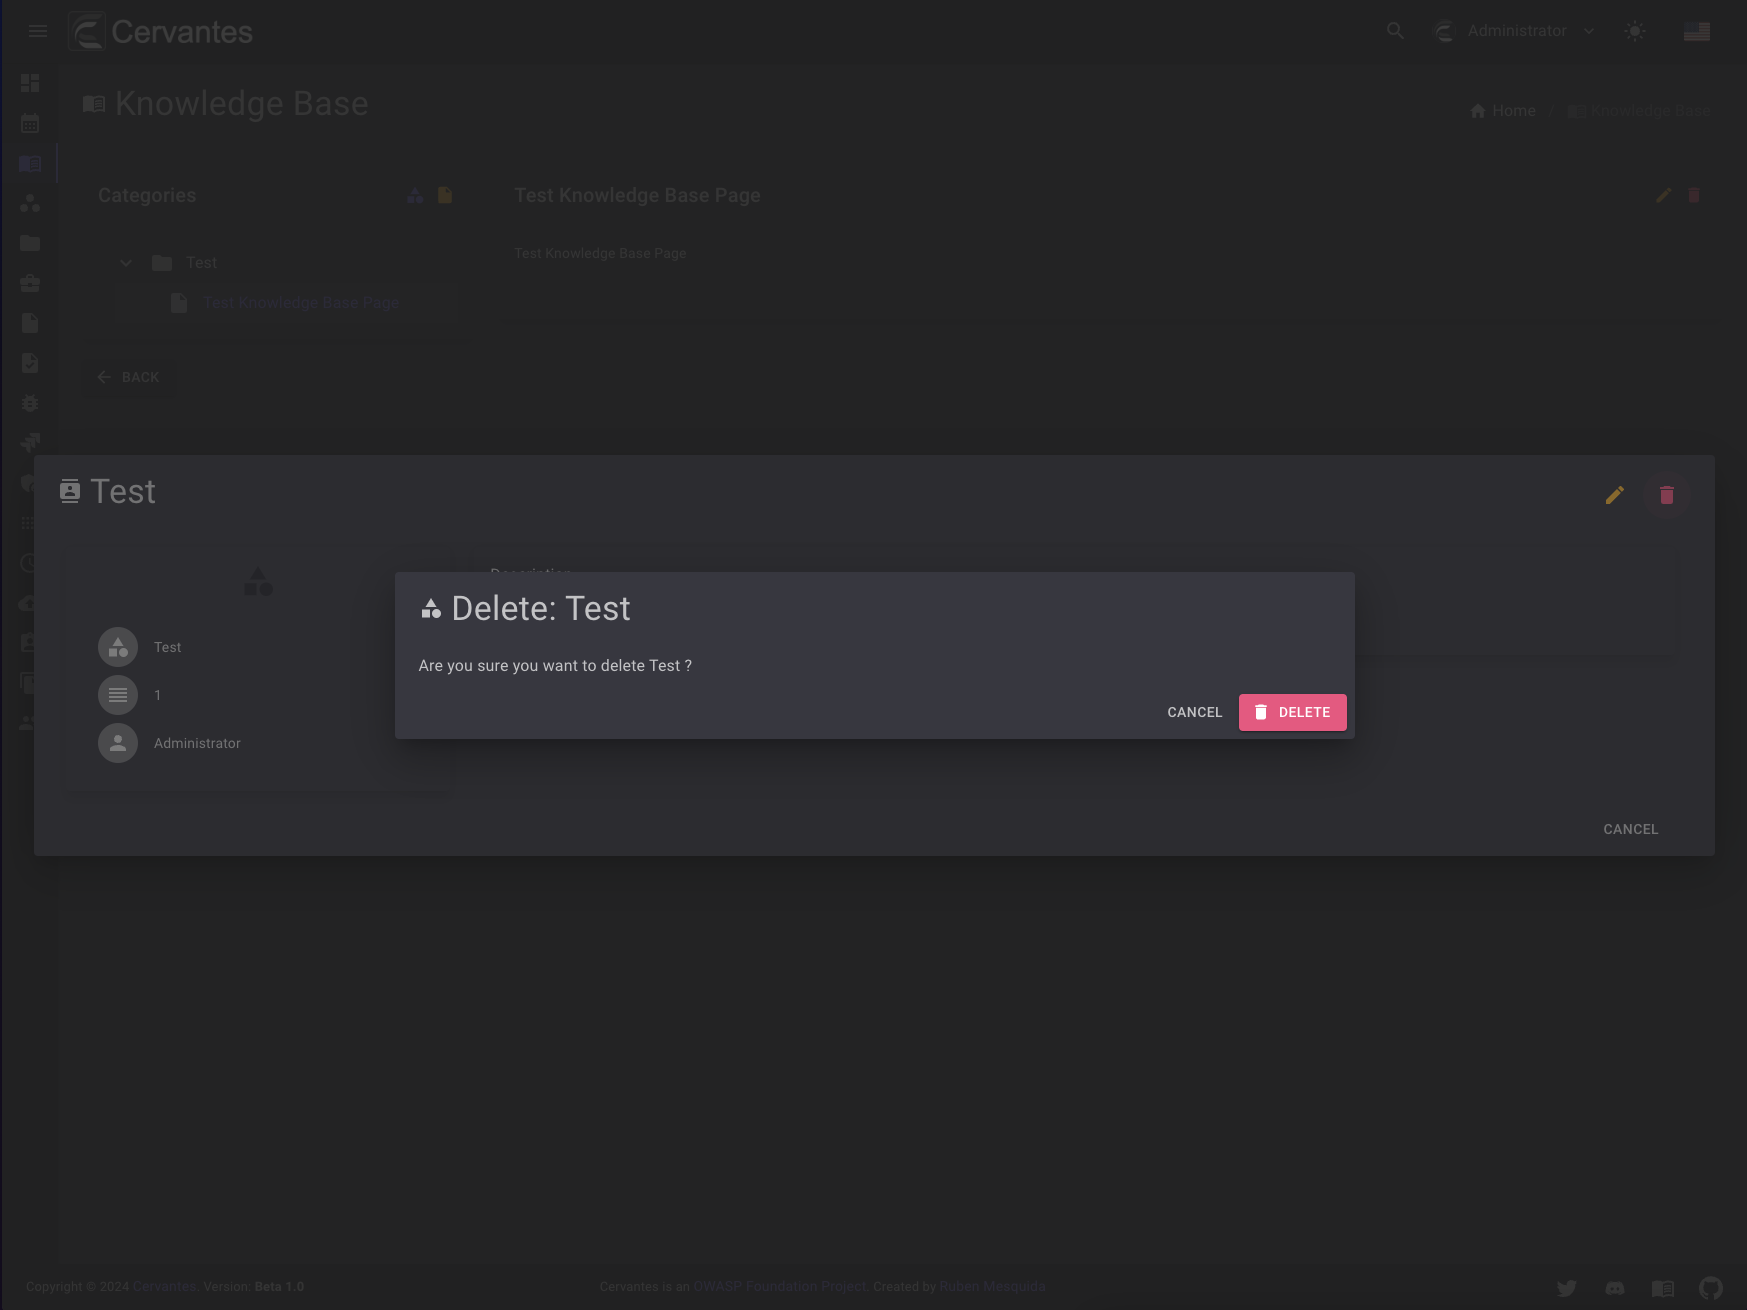 Cervantes
Administrator
Knowledge Base
Home / Knowledge Base
Categories
Test Knowledge Base Page
Test Knowledge Base Page
Test
Test Knowledge Base Page
BACK
Test
Description
Delete: Test
Are you sure you want to delete Test ?
CANCEL
DELETE
Test
1
Administrator
CANCEL
Copyright © 2024 Cervantes. Version: Beta 1.0
Cervantes is an OWASP Foundation Project. Created by Ruben Mesquida